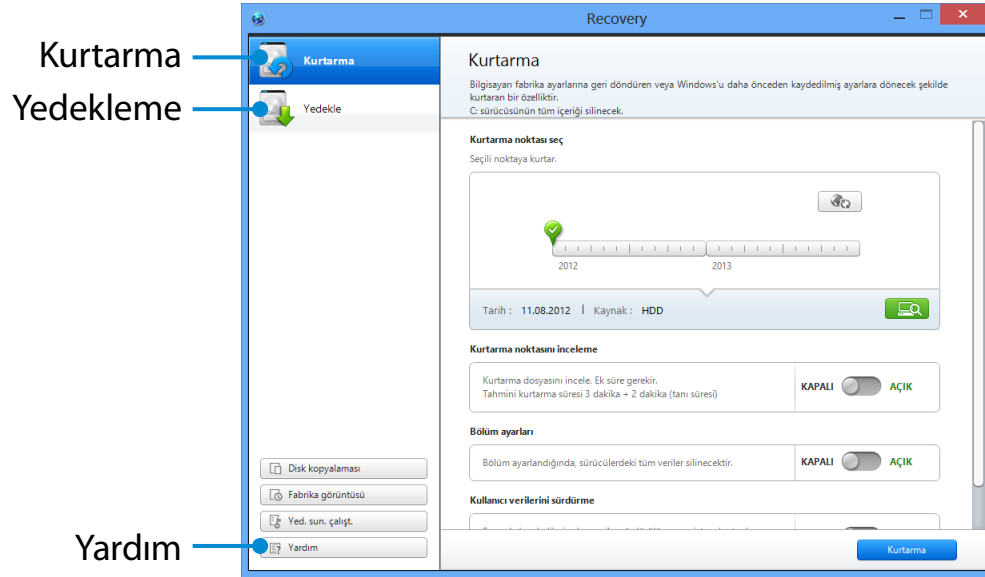 Recovery
Kurtarma
Yedekleme
Yardım
Kurtarma
Yedekle
Disk kopyalaması
Fabrika görüntüsü
Yed. sun. çalışt.
Yardım
Kurtarma
Bilgisayarı fabrika ayarlarına geri döndüren veya Windows'u daha önceden kaydedilmiş ayarlara dönecek şekilde
kurtaran bir özelliktir.
C: sürücüsünün tüm içeriği silinecek.
Kurtarma noktası seç
Seçili noktaya kurtar.
2012 2013
Tarih : 11.08.2012 | Kaynak : HDD
Kurtarma noktasını inceleme
Kurtarma dosyasını incele. Ek süre gerekir.
Tahmini kurtarma süresi 3 dakika + 2 dakika (tanı süresi)
KAPALI AÇIK
Bölüm ayarları
Bölüm ayarlandığında, sürücülerdeki tüm veriler silinecektir.
KAPALI AÇIK
Kullanıcı verilerini sürdürme
Kurtarma